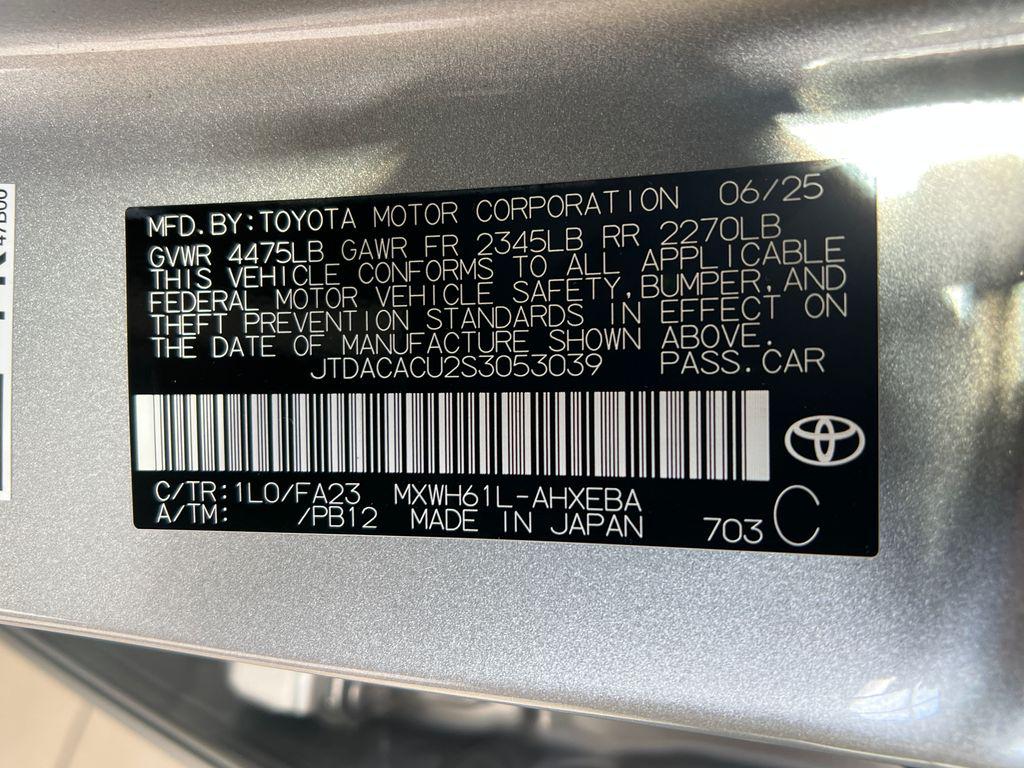 MFD. BY: TOYOTA MOTOR CORPORATION 06/25
GVWR 4475LB GAWR FR 2345LB RR 2270LB
THIS VEHICLE CONFORMS TO ALL APPLICABLE
FEDERAL MOTOR VEHICLE SAFETY, BUMPER, AND
THEFT PREVENTION STANDARDS IN EFFECT ON
THE DATE OF MANUFACTURE SHOWN ABOVE.
JTDACACU2S3053039 PASS. CAR
C/TR: 1L0/FA23 MXWH61L-AHXEBA
A/TM: /PB12 MADE IN JAPAN 703 C